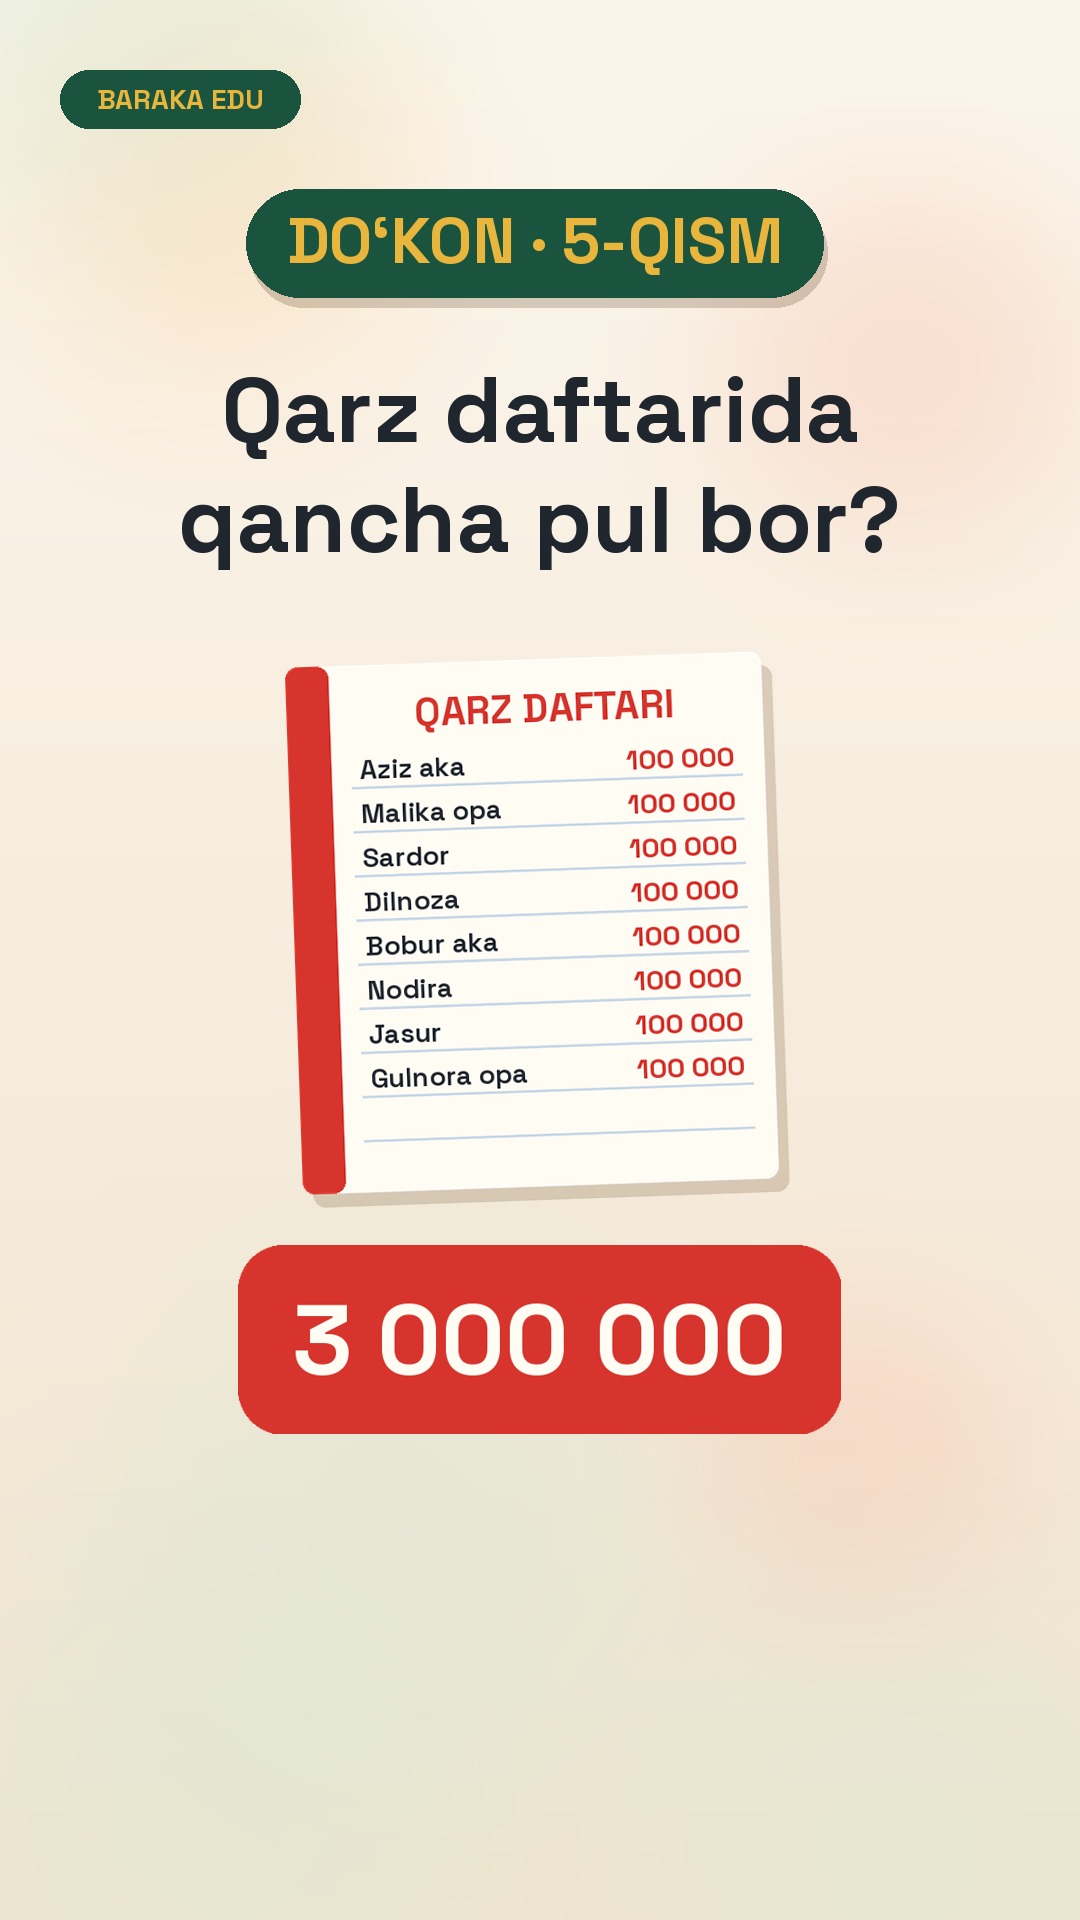 BARAKA EDU
DO‘KON · 5-QISM
Qarz daftarida
qancha pul bor?
QARZ DAFTARI
Aziz aka 100 000
Malika opa 100 000
Sardor 100 000
Dilnoza 100 000
Bobur aka 100 000
Nodira 100 000
Jasur 100 000
Gulnora opa 100 000
3 000 000